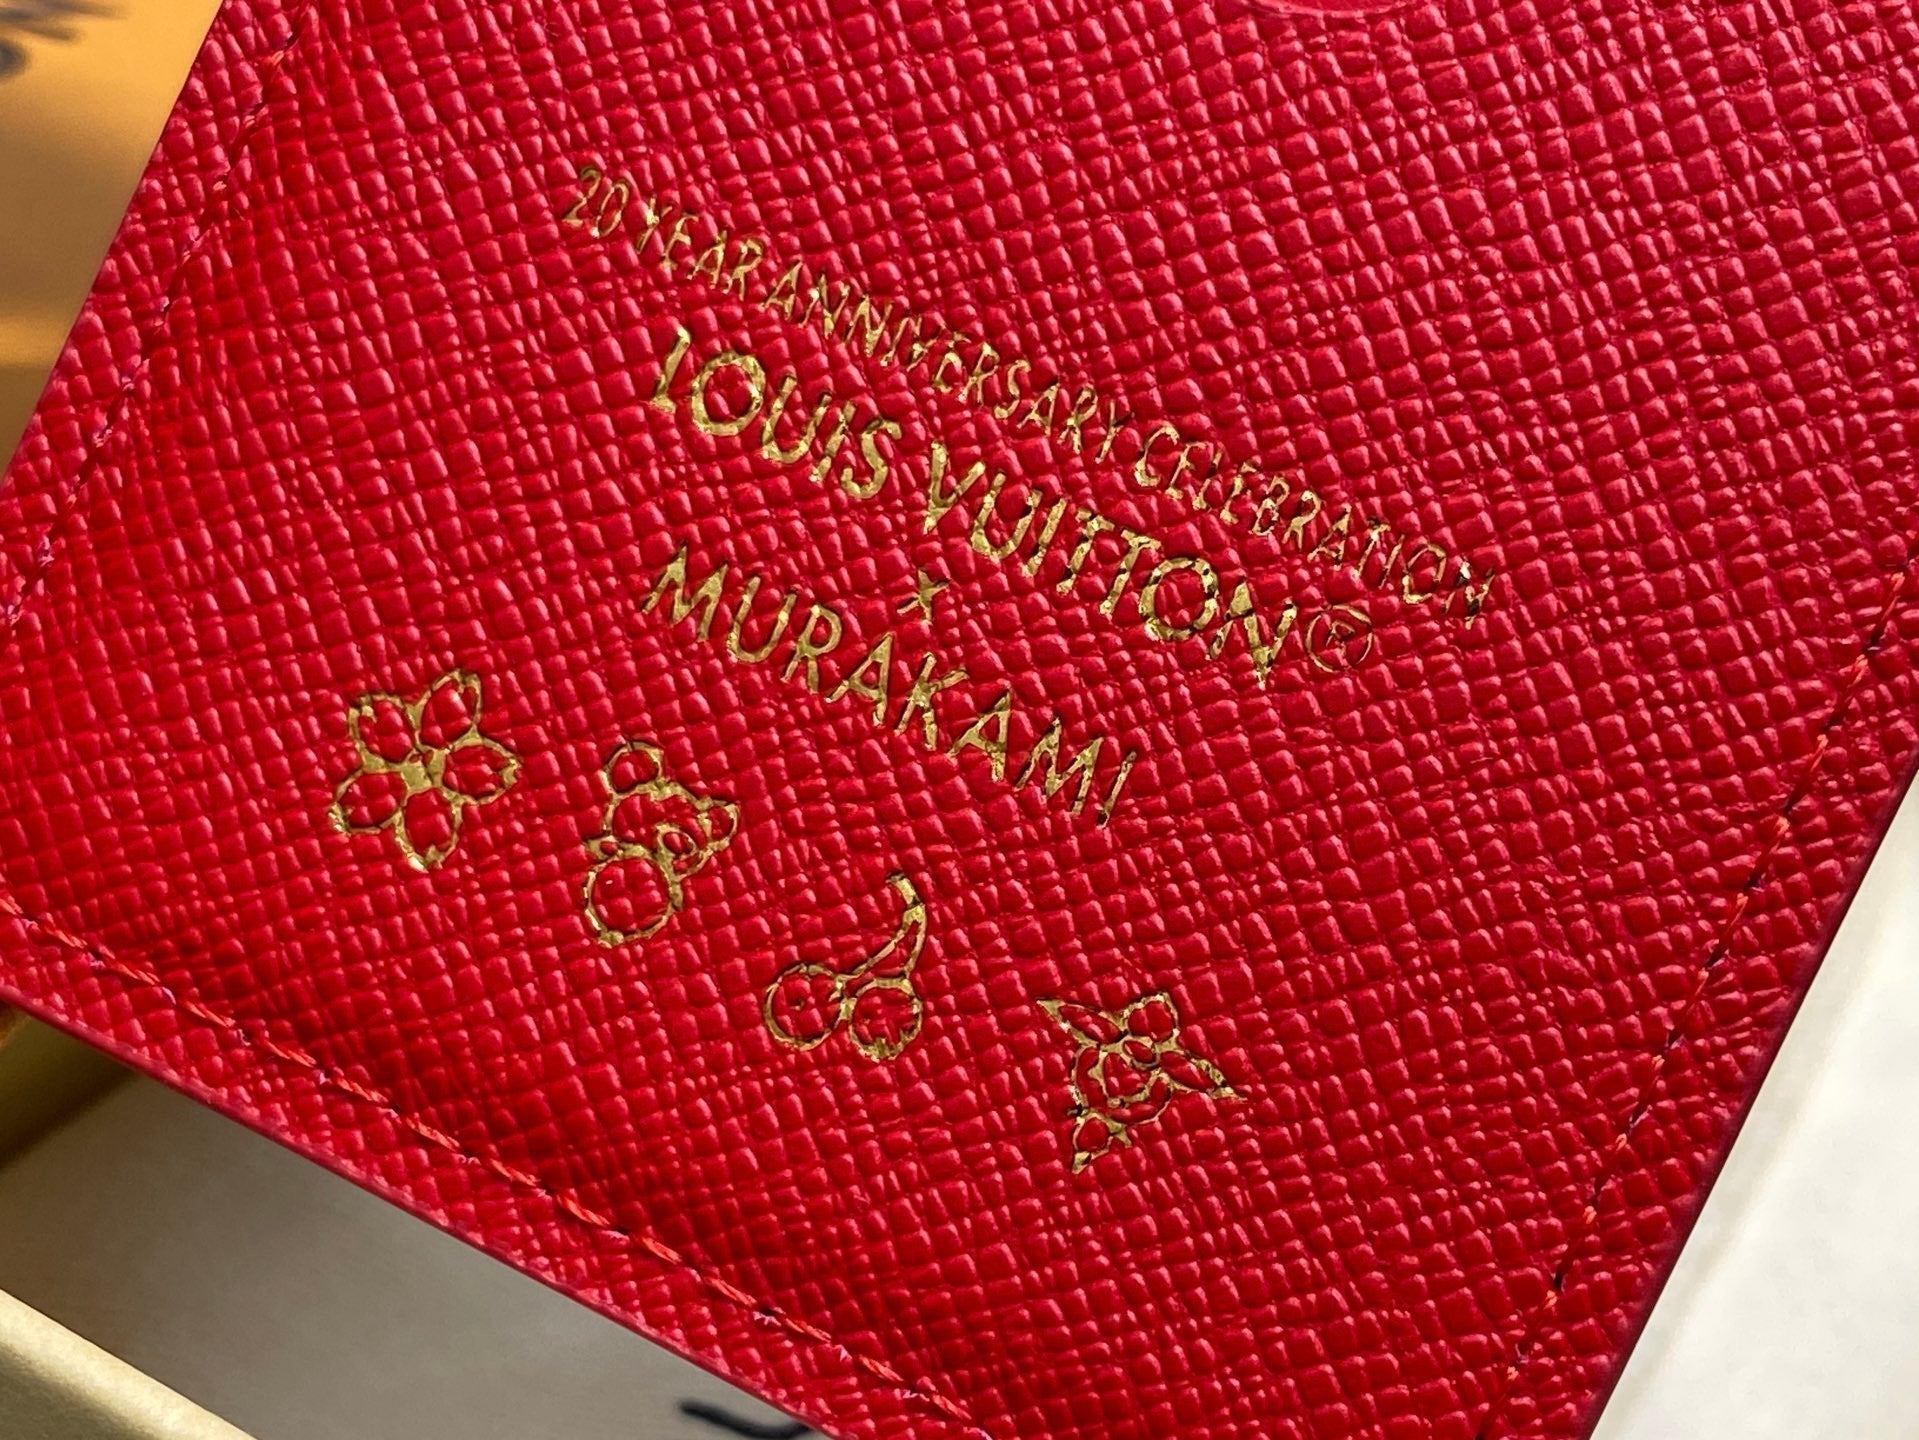 20 YEAR ANNIVERSARY CELEBRATION
LOUIS VUITTON®
×
MURAKAMI